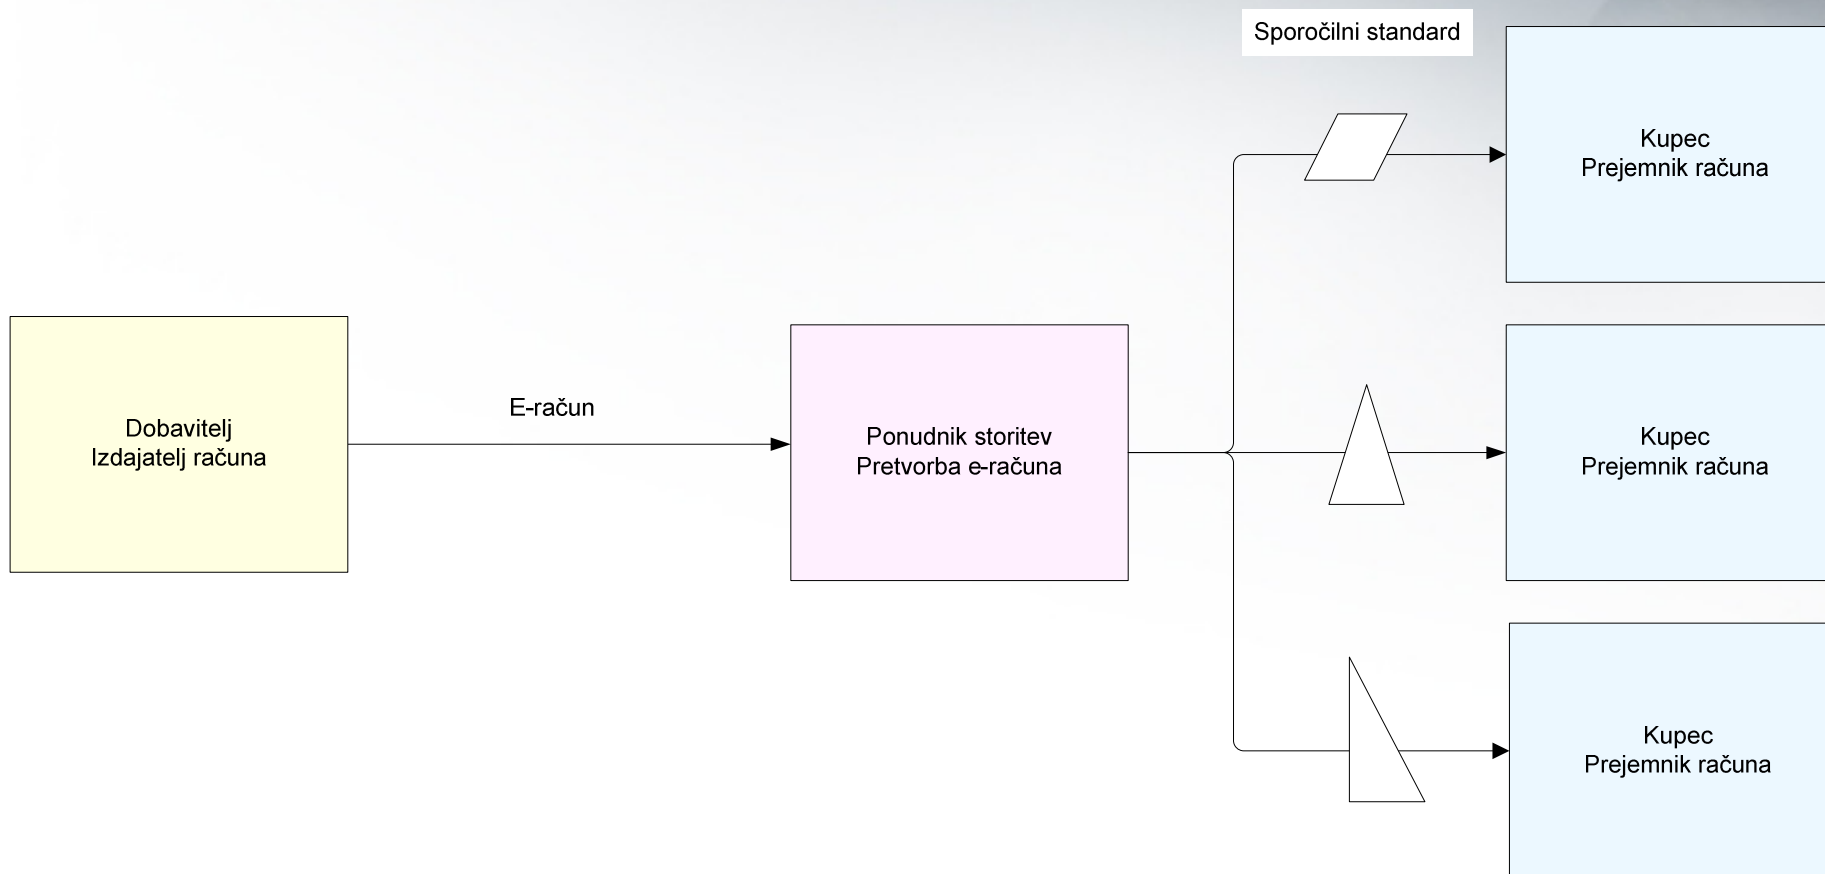 Sporočilni standard
Kupec
Prejemnik računa
Dobavitelj
Izdajatelj računa
E-račun
Ponudnik storitev
Pretvorba e-računa
Kupec
Prejemnik računa
Kupec
Prejemnik računa